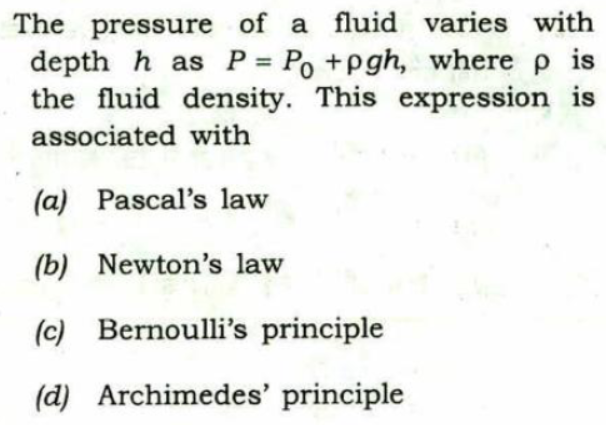 The pressure of a fluid varies with
depth h as P = P₀ + ρgh, where ρ is
the fluid density. This expression is
associated with
(a) Pascal's law
(b) Newton's law
(c) Bernoulli's principle
(d) Archimedes' principle